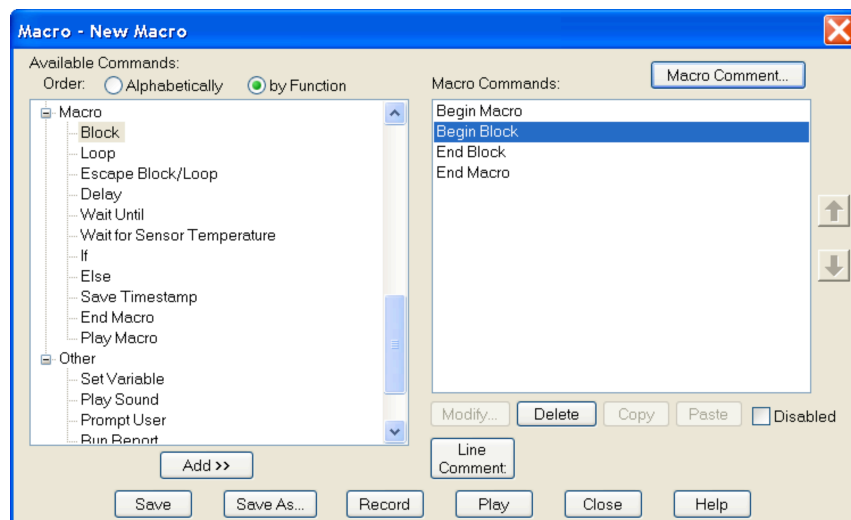 Macro - New Macro
Available Commands:
Order: Alphabetically by Function
Macro Commands:
Macro Comment...
Macro
Block
Loop
Escape Block/Loop
Delay
Wait Until
Wait for Sensor Temperature
If
Else
Save Timestamp
End Macro
Play Macro
Other
Set Variable
Play Sound
Prompt User
Run Report
Begin Macro
Begin Block
End Block
End Macro
Modify... Delete Copy Paste Disabled
Add >>
Line
Comment:
Save Save As... Record Play Close Help